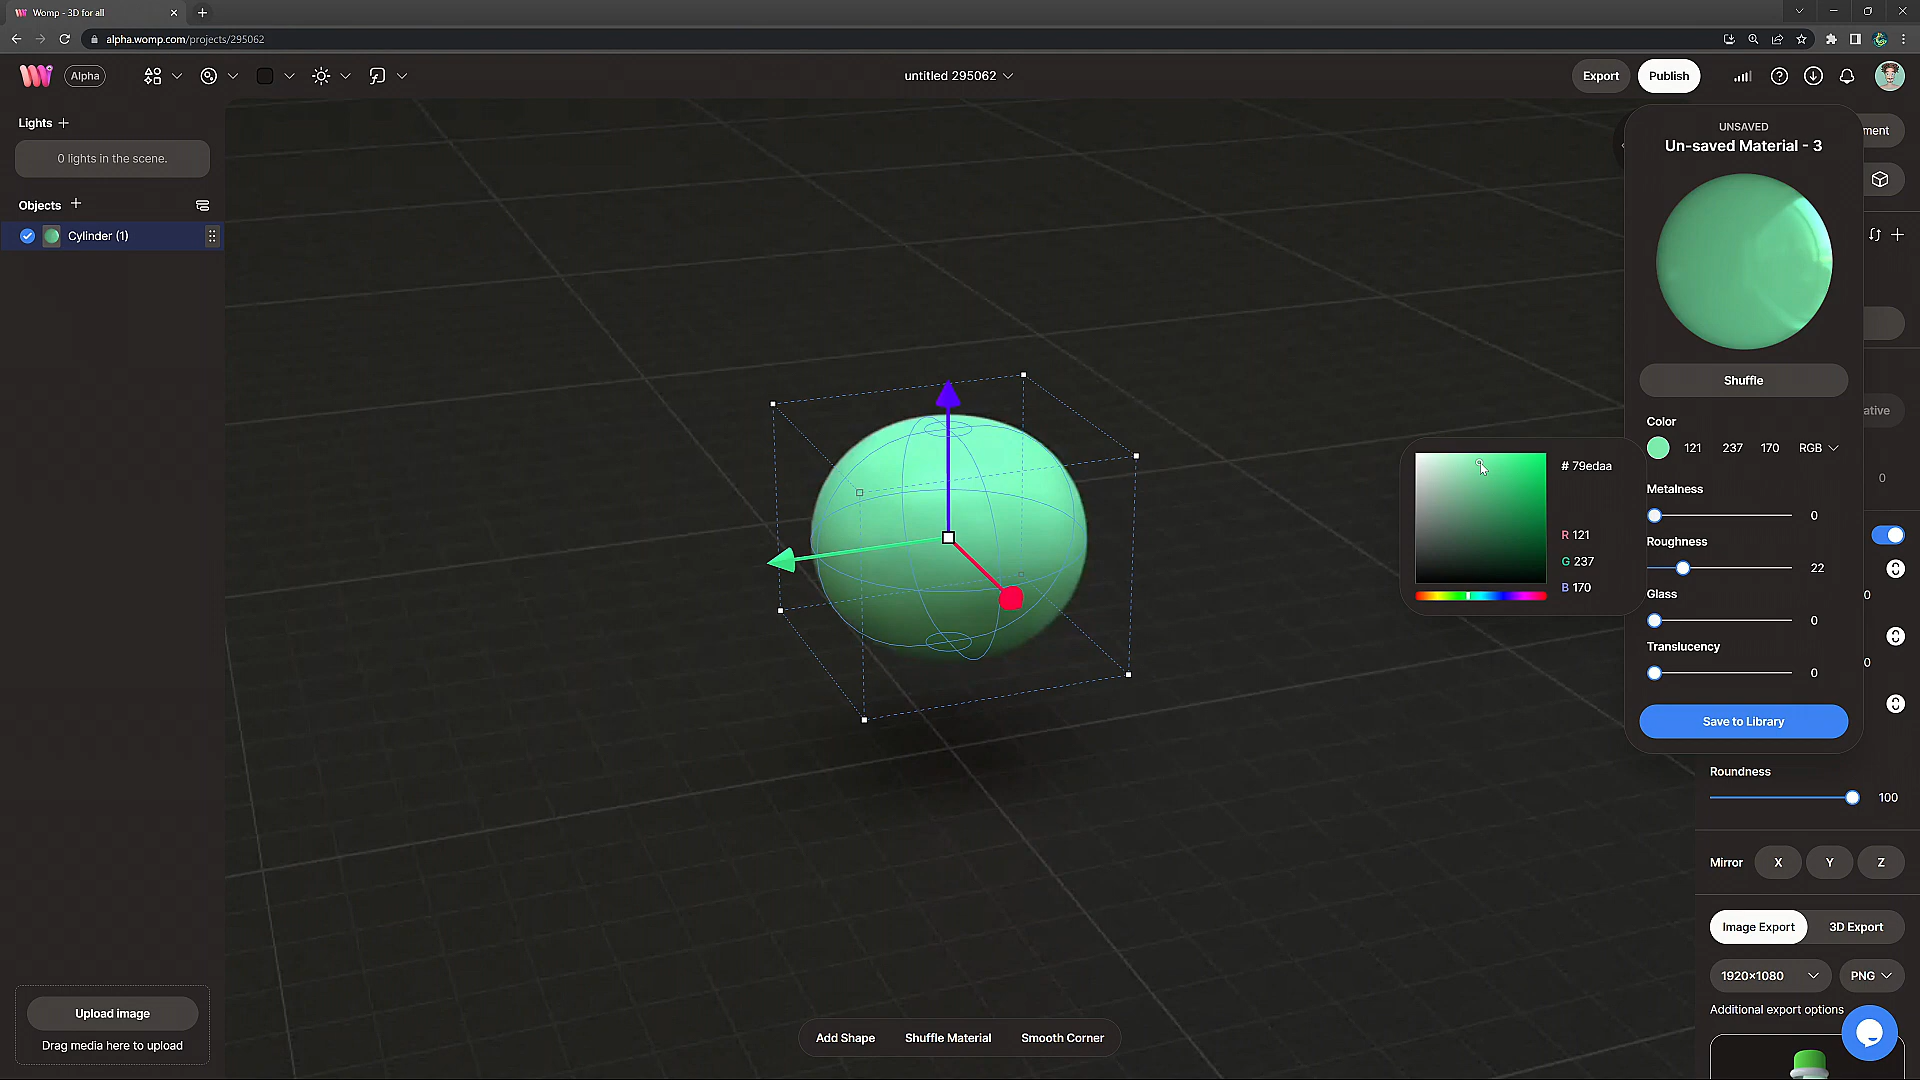 Womp - 3D for all
alpha.womp.com/projects/295062
Alpha
untitled 295062
Export
Publish
Lights
0 lights in the scene.
Objects
Cylinder (1)
UNSAVED
Un-saved Material - 3
ment
Shuffle
ative
Color
121 237 170 RGB
# 79edaa
R 121
G 237
B 170
Metalness
0
Roughness
22
Glass
0
Translucency
0
0
0
0
Save to Library
Roundness
100
Mirror X Y Z
Image Export 3D Export
1920×1080 PNG
Additional export options
Upload image
Drag media here to upload
Add Shape Shuffle Material Smooth Corner